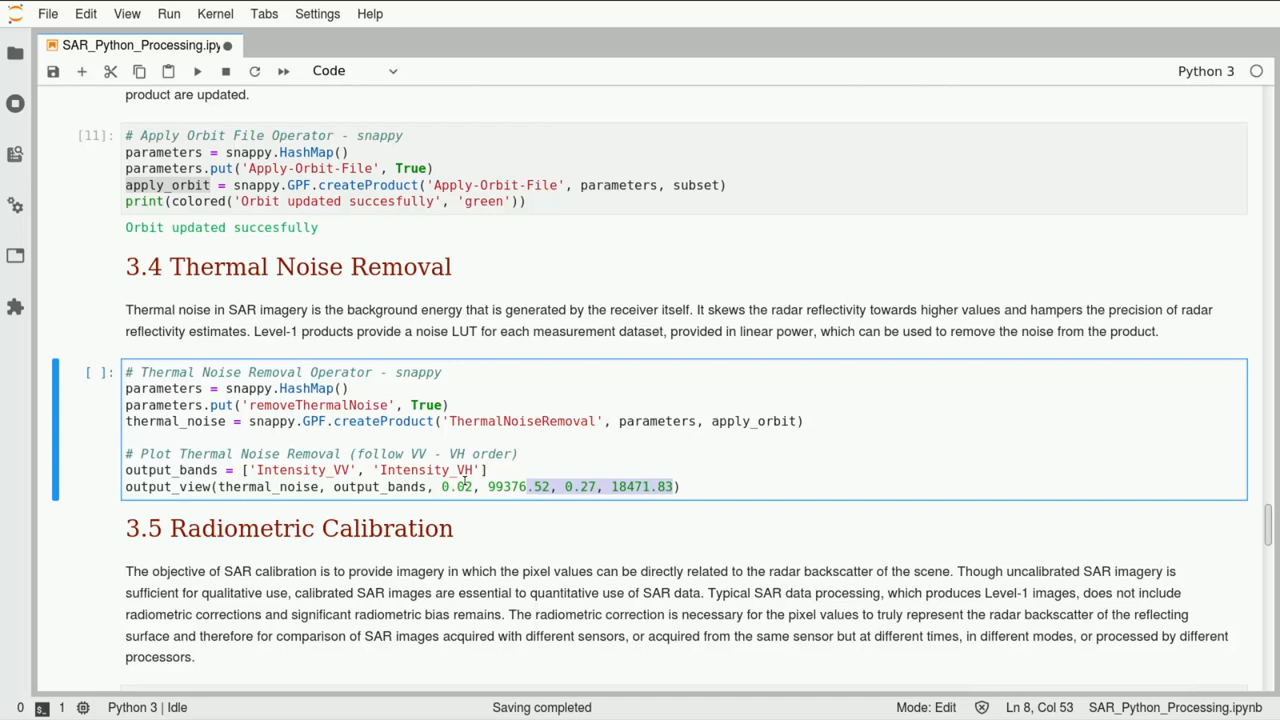 File Edit View Run Kernel Tabs Settings Help
SAR_Python_Processing.ipy
Code Python 3
product are updated.
[11]: # Apply Orbit File Operator - snappy
parameters = snappy.HashMap()
parameters.put('Apply-Orbit-File', True)
apply_orbit = snappy.GPF.createProduct('Apply-Orbit-File', parameters, subset)
print(colored('Orbit updated succesfully', 'green'))
Orbit updated succesfully
3.4 Thermal Noise Removal
Thermal noise in SAR imagery is the background energy that is generated by the receiver itself. It skews the radar reflectivity towards higher values and hampers the precision of radar
reflectivity estimates. Level-1 products provide a noise LUT for each measurement dataset, provided in linear power, which can be used to remove the noise from the product.
[ ]: # Thermal Noise Removal Operator - snappy
parameters = snappy.HashMap()
parameters.put('removeThermalNoise', True)
thermal_noise = snappy.GPF.createProduct('ThermalNoiseRemoval', parameters, apply_orbit)
# Plot Thermal Noise Removal (follow VV - VH order)
output_bands = ['Intensity_VV', 'Intensity_VH']
output_view(thermal_noise, output_bands, 0.02, 99376.52, 0.27, 18471.83)
3.5 Radiometric Calibration
The objective of SAR calibration is to provide imagery in which the pixel values can be directly related to the radar backscatter of the scene. Though uncalibrated SAR imagery is
sufficient for qualitative use, calibrated SAR images are essential to quantitative use of SAR data. Typical SAR data processing, which produces Level-1 images, does not include
radiometric corrections and significant radiometric bias remains. The radiometric correction is necessary for the pixel values to truly represent the radar backscatter of the reflecting
surface and therefore for comparison of SAR images acquired with different sensors, or acquired from the same sensor but at different times, in different modes, or processed by different
processors.
0 1 Python 3 | Idle Saving completed Mode: Edit Ln 8, Col 53 SAR_Python_Processing.ipynb